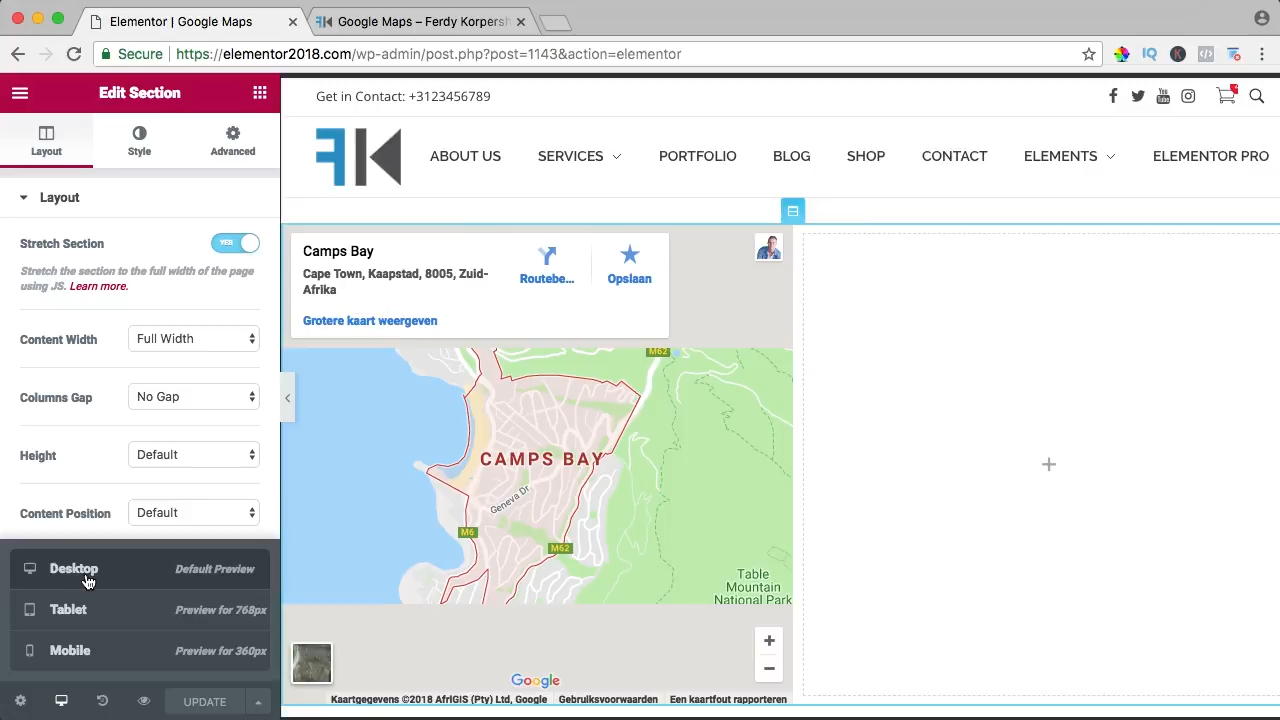 Elementor | Google Maps
Google Maps – Ferdy Korpersh
Secure
https://elementor2018.com/wp-admin/post.php?post=1143&action=elementor
Edit Section
Layout
Style
Advanced
Layout
Stretch Section
YES
Stretch the section to the full width of the page
using JS. Learn more.
Content Width
Full Width
Columns Gap
No Gap
Height
Default
Content Position
Default
Desktop
Default Preview
Tablet
Preview for 768px
Mobile
Preview for 360px
UPDATE
Get in Contact: +3123456789
FK
ABOUT US
SERVICES
PORTFOLIO
BLOG
SHOP
CONTACT
ELEMENTS
ELEMENTOR PRO
Camps Bay
Cape Town, Kaapstad, 8005, Zuid-
Afrika
Routebe...
Opslaan
Grotere kaart weergeven
M62
CAMPS BAY
Geneva Dr
M6
M62
Table
Mountain
National Park
Google
Kaartgegevens ©2018 AfriGIS (Pty) Ltd, Google
Gebruiksvoorwaarden
Een kaartfout rapporteren